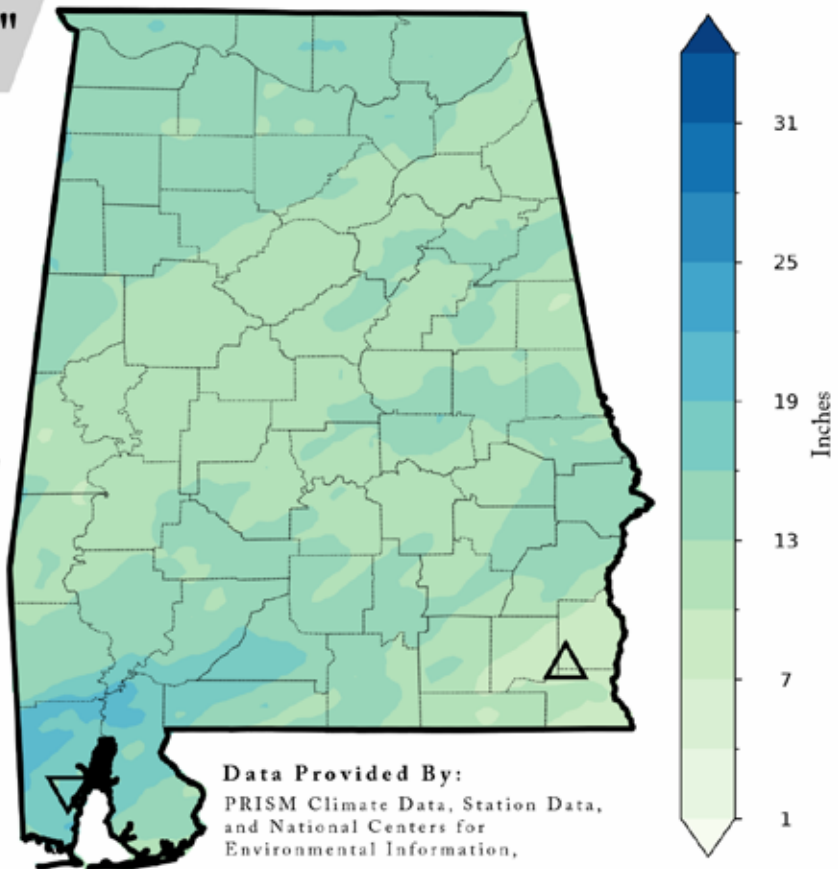 "
31
25
19
13
7
1
Inches
Data Provided By:
PRISM Climate Data, Station Data,
and National Centers for
Environmental Information,